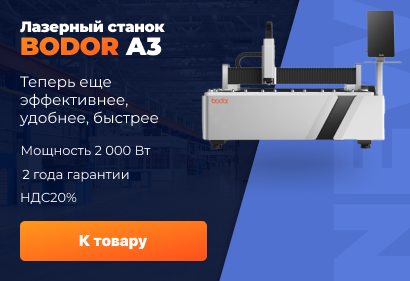 Лазерный станок
BODOR A3
Теперь еще
эффективнее,
удобнее, быстрее
Мощность 2 000 Вт
2 года гарантии
НДС20%
К товару
bodor
NEW